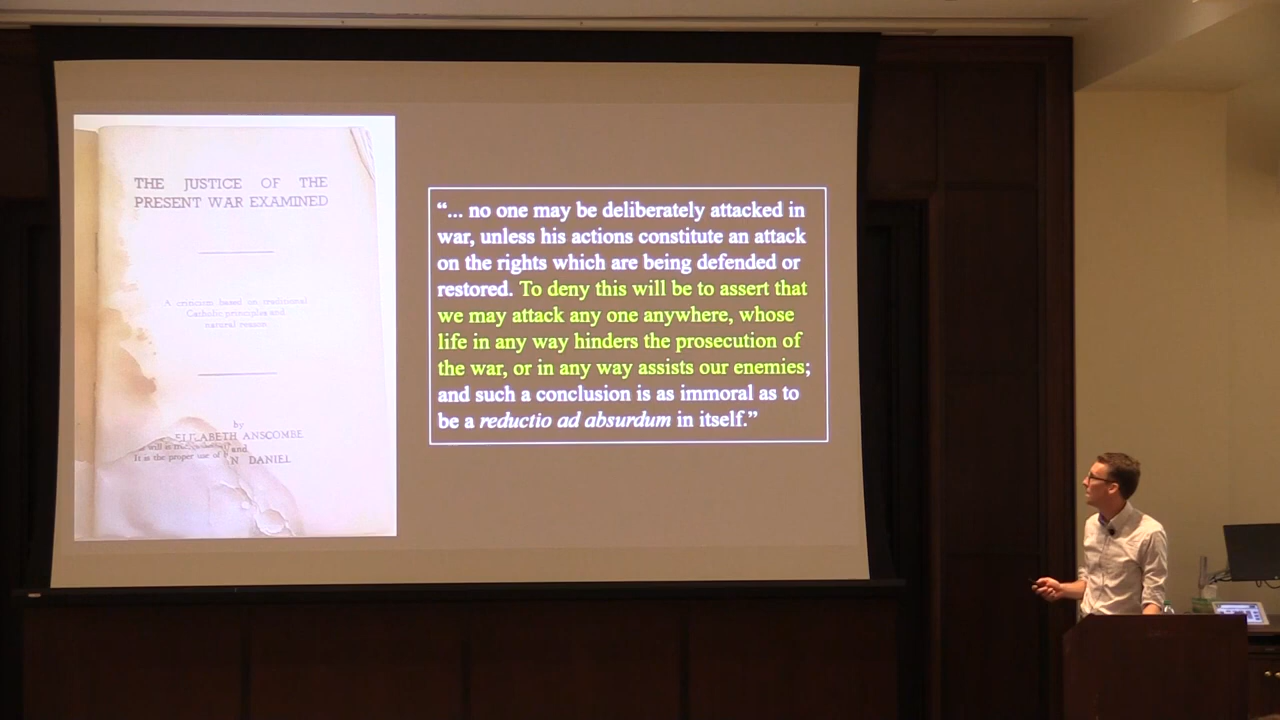 THE JUSTICE OF THE
PRESENT WAR EXAMINED
A criticism based on traditional
Catholic principles and
natural reason.
by
ELIZABETH ANSCOMBE
and
It is the proper use of
N DANIEL
“... no one may be deliberately attacked in
war, unless his actions constitute an attack
on the rights which are being defended or
restored. To deny this will be to assert that
we may attack any one anywhere, whose
life in any way hinders the prosecution of
the war, or in any way assists our enemies;
and such a conclusion is as immoral as to
be a reductio ad absurdum in itself.”